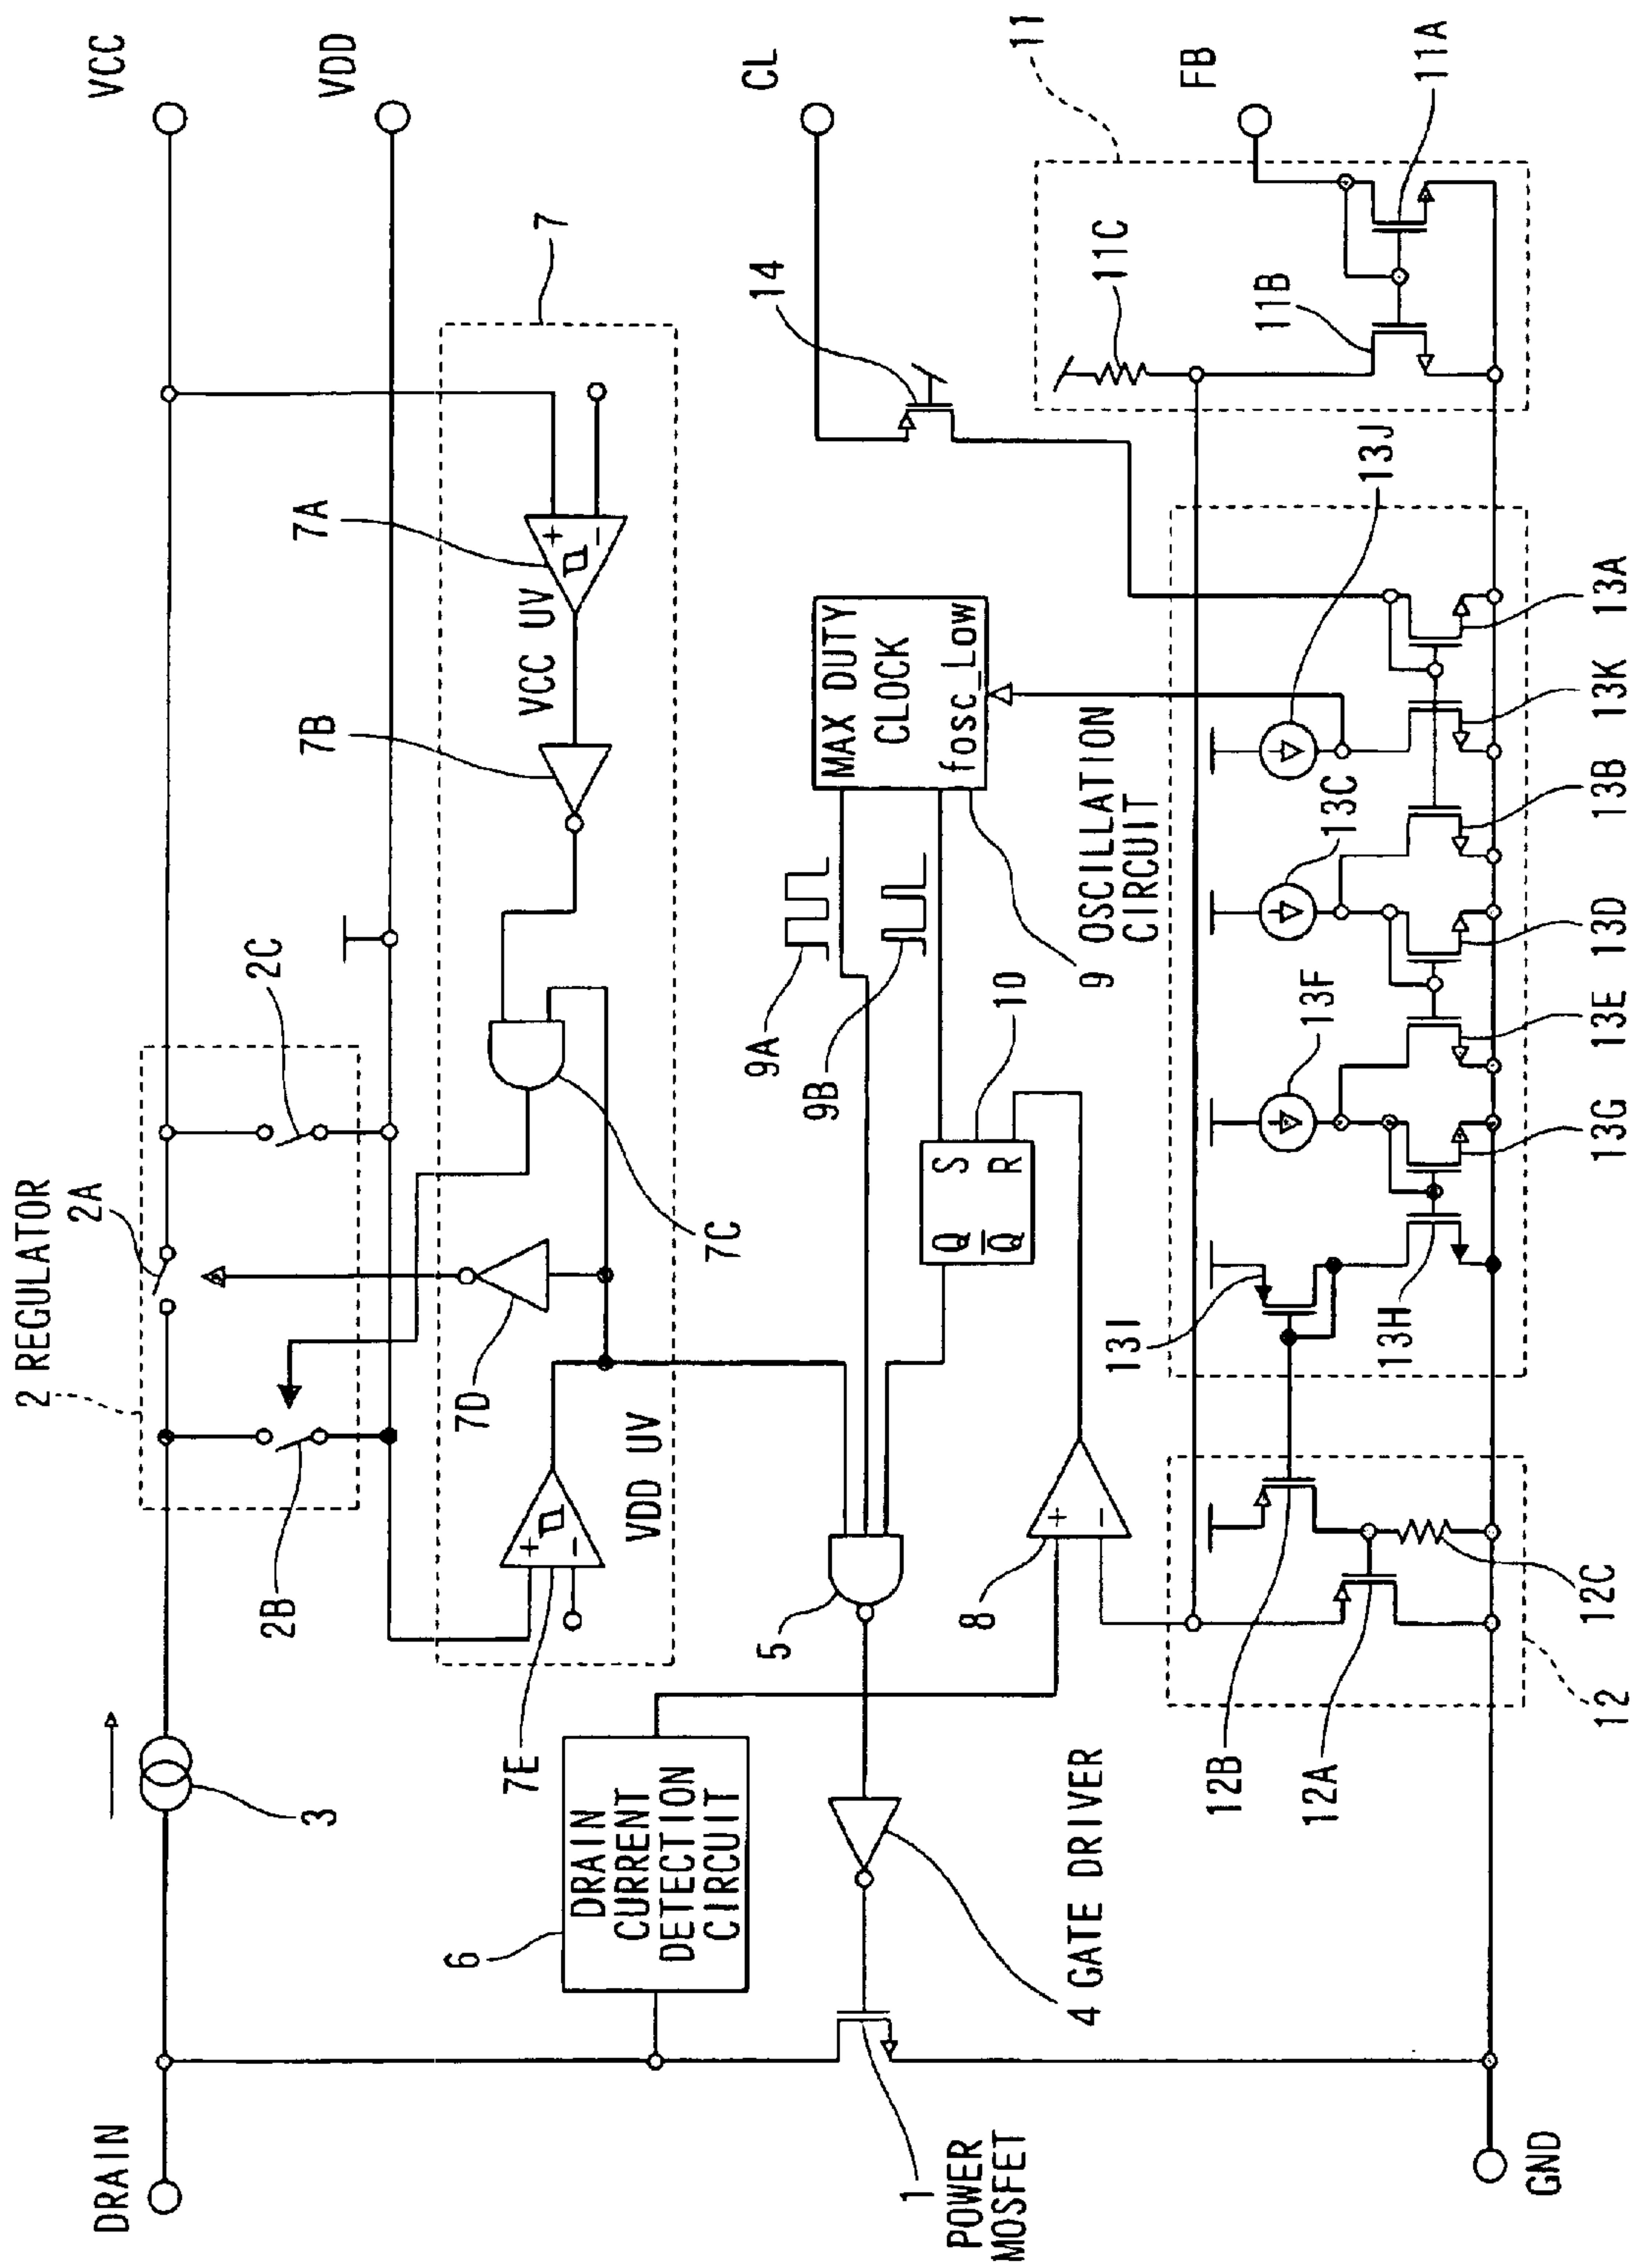 DRAIN
VCC
VDD
CL
FB
GND
2 REGULATOR
2A
2B
2C
3
7
7A
7B
7C
7D
7E
+
-
VCC UV
+
-
VDD UV
6
DRAIN
CURRENT
DETECTION
CIRCUIT
1
POWER
MOSFET
4 GATE DRIVER
5
8
+
-
9A
9B
MAX DUTY
CLOCK
fosc_Low
9 OSCILLATION
CIRCUIT
10
S
R
Q
Q̅
14
11
11A
11B
11C
12
12A
12B
12C
13A
13B
13C
13D
13E
13F
13G
13H
13I
13J
13K